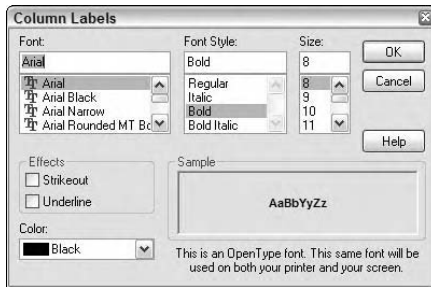 Column Labels
Font:
Font Style:
Size:
Arial
Bold
8
OK
Arial
Arial Black
Arial Narrow
Arial Rounded MT Bo
Regular
Italic
Bold
Bold Italic
8
9
10
11
Cancel
Help
Effects
Strikeout
Underline
Sample
AaBbYyZz
Color:
Black
This is an OpenType font. This same font will be
used on both your printer and your screen.